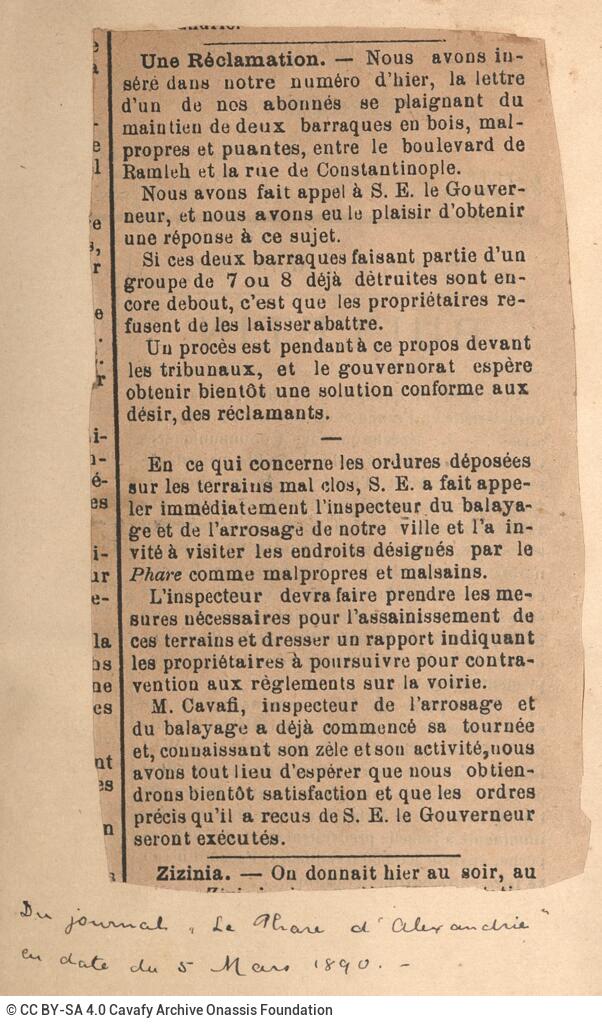 Une Réclamation. — Nous avons in-
séré dans notre numéro d'hier, la lettre
d'un de nos abonnés se plaignant du
maintien de deux barraques en bois, mal-
propres et puantes, entre le boulevard de
Ramleh et la rue de Constantinople.
Nous avons fait appel à S. E. le Gouver-
neur, et nous avons eu le plaisir d'obtenir
une réponse à ce sujet.
Si ces deux barraques faisant partie d'un
groupe de 7 ou 8 déjà détruites sont en-
core debout, c'est que les propriétaires re-
fusent de les laisser abattre.
Un procès est pendant à ce propos devant
les tribunaux, et le gouvernorat espère
obtenir bientôt une solution conforme aux
désir, des réclamants.
—
En ce qui concerne les ordures déposées
sur les terrains mal clos, S. E. a fait appe-
ler immédiatement l'inspecteur du balaya-
ge et de l'arrosage de notre ville et l'a in-
vité à visiter les endroits désignés par le
Phare comme malpropres et malsains.
L'inspecteur devra faire prendre les me-
sures nécessaires pour l'assainissement de
ces terrains et dresser un rapport indiquant
les propriétaires à poursuivre pour contra-
vention aux règlements sur la voirie.
M. Cavafi, inspecteur de l'arrosage et
du balayage a déjà commencé sa tournée
et, connaissant son zèle et son activité, nous
avons tout lieu d'espérer que nous obtien-
drons bientôt satisfaction et que les ordres
précis qu'il a recus de S. E. le Gouverneur
seront exécutés.
Zizinia. — On donnait hier au soir, au
Du journal „Le Phare d'Alexandrie"
en date du 5 Mars 1890. —
© CC BY-SA 4.0 Cavafy Archive Onassis Foundation